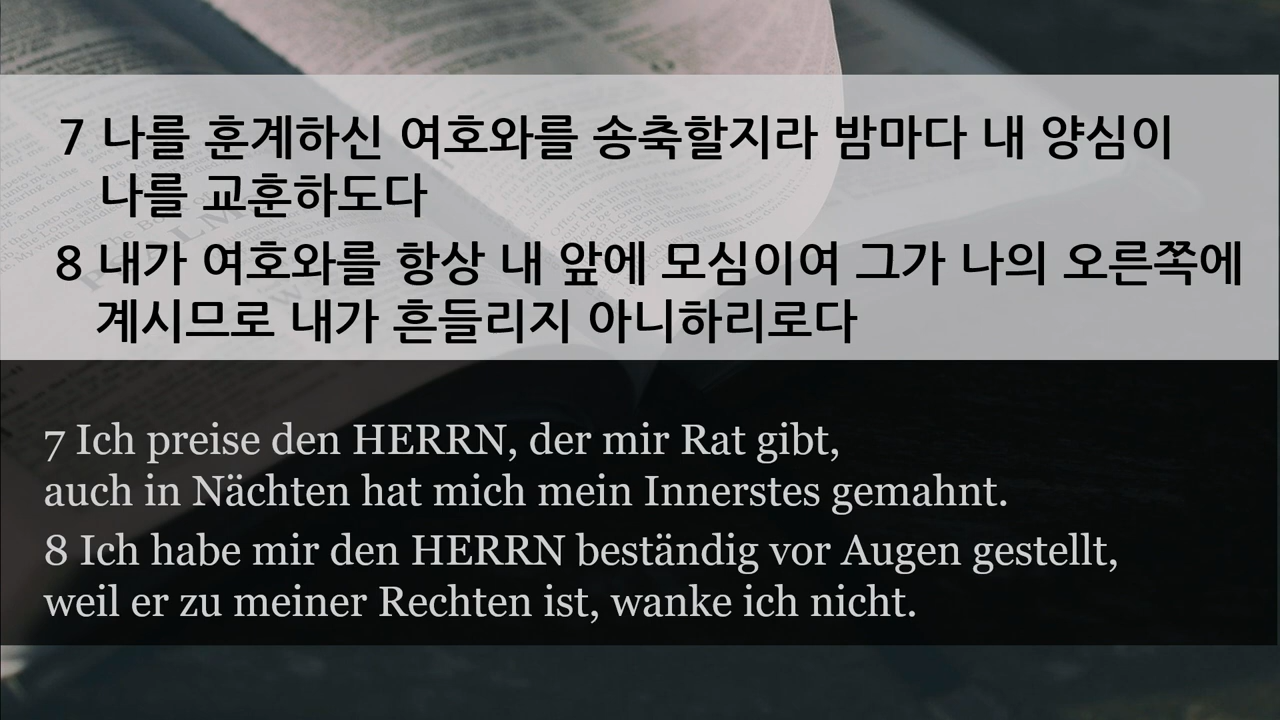 7 나를 훈계하신 여호와를 송축할지라 밤마다 내 양심이
나를 교훈하도다
8 내가 여호와를 항상 내 앞에 모심이여 그가 나의 오른쪽에
계시므로 내가 흔들리지 아니하리로다
7 Ich preise den HERRN, der mir Rat gibt,
auch in Nächten hat mich mein Innerstes gemahnt.
8 Ich habe mir den HERRN beständig vor Augen gestellt,
weil er zu meiner Rechten ist, wanke ich nicht.